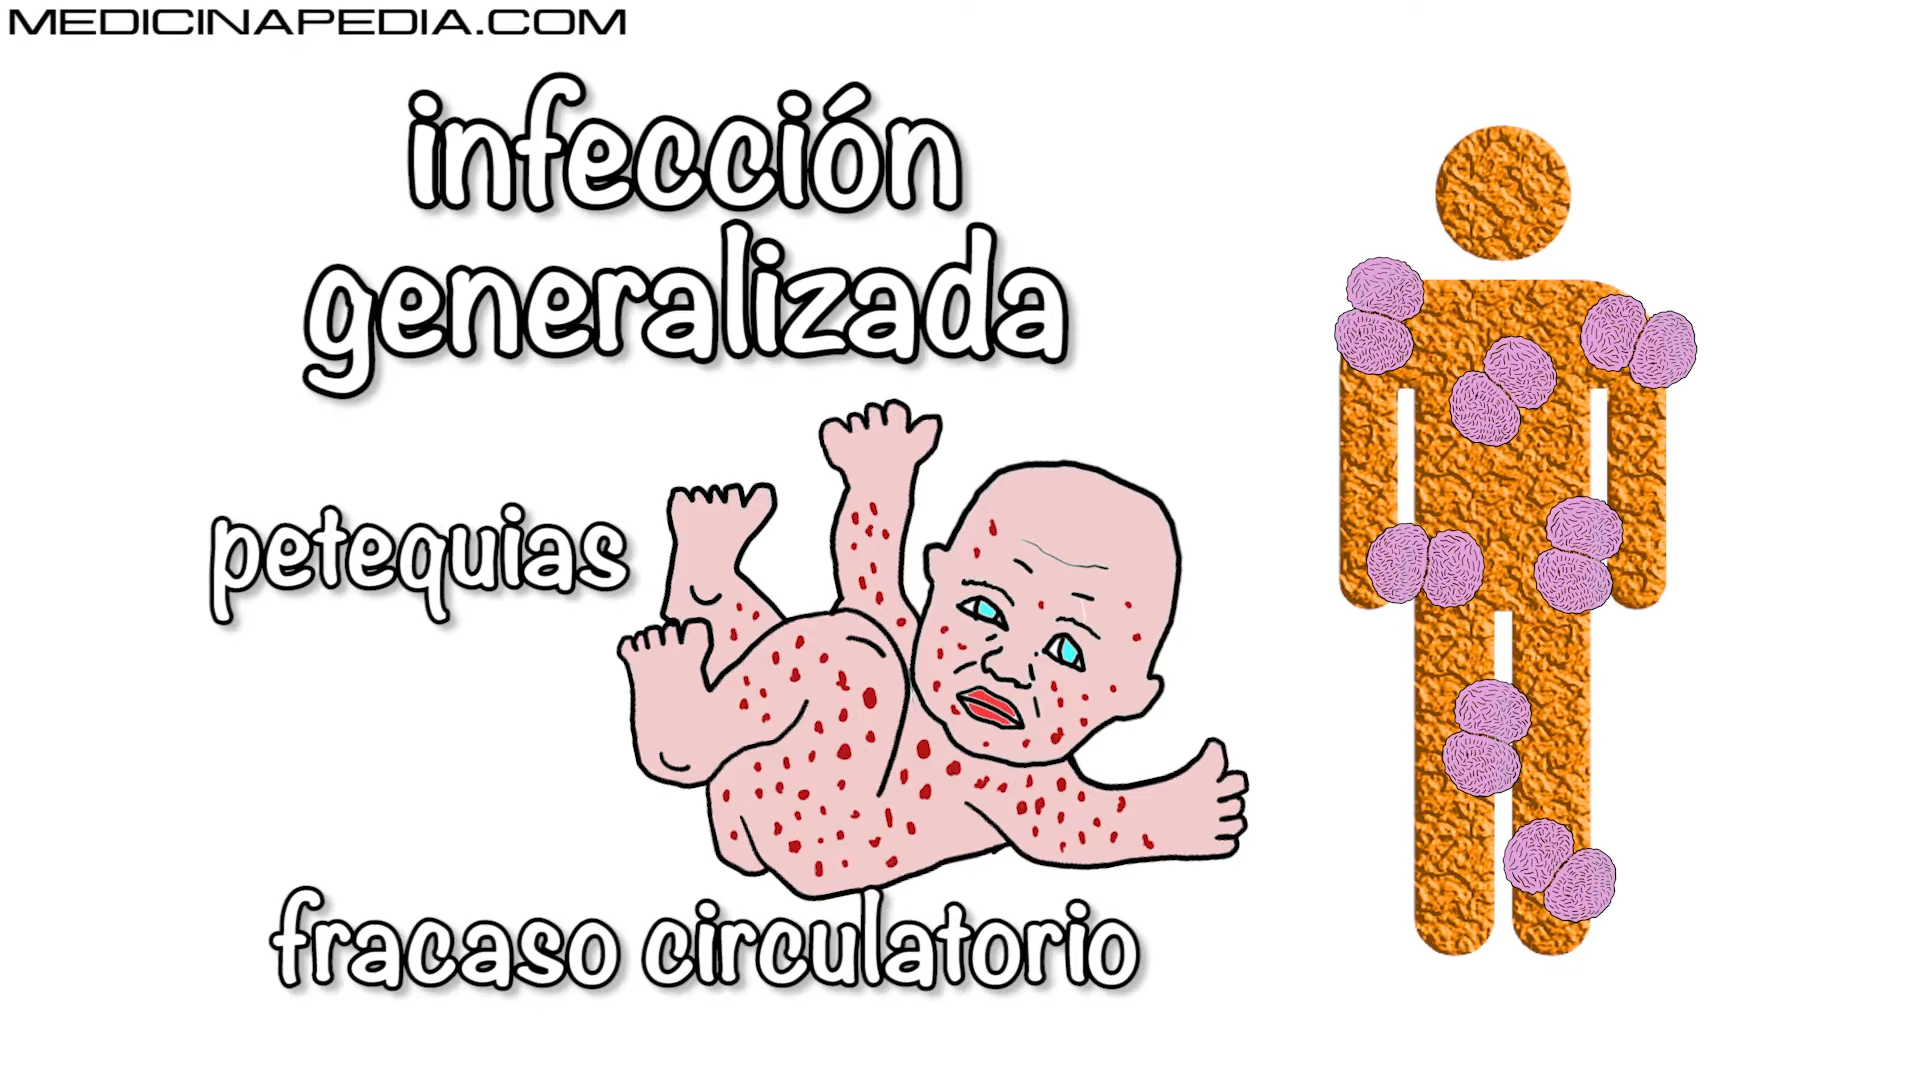 MEDICINAPEDIA.COM
infección
generalizada
petequias
fracaso circulatorio